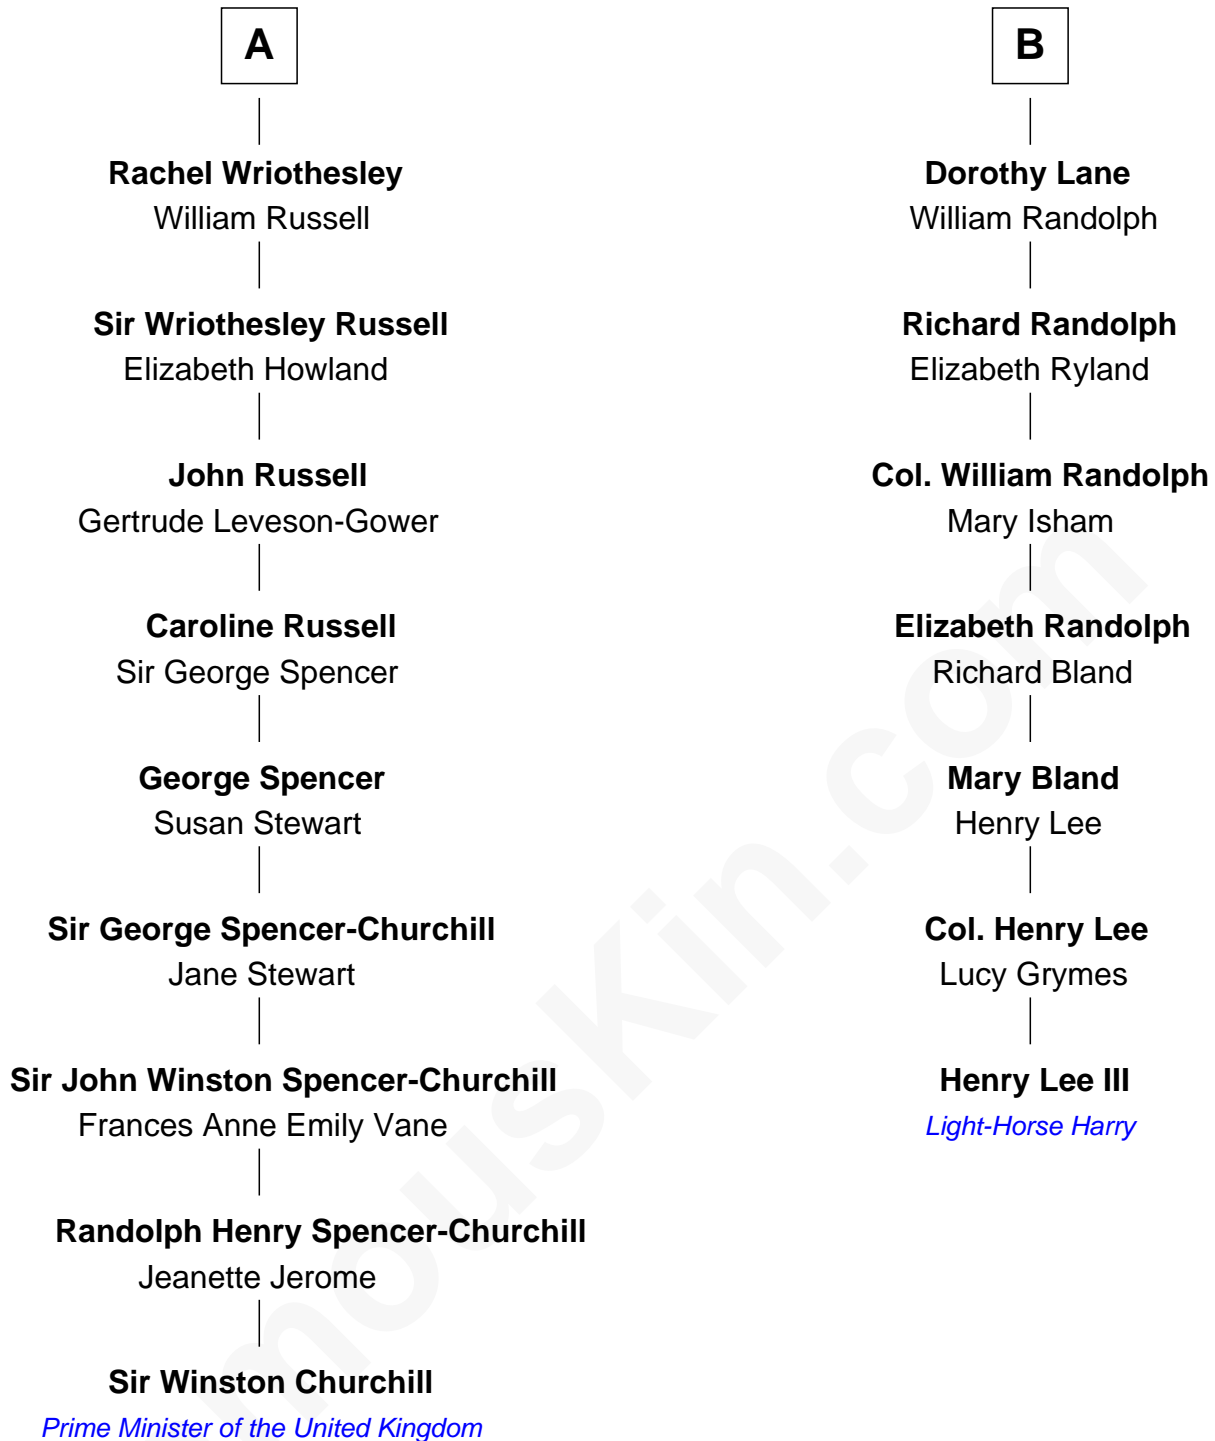 A
Rachel Wriothesley
William Russell
Sir Wriothesley Russell
Elizabeth Howland
John Russell
Gertrude Leveson-Gower
Caroline Russell
Sir George Spencer
George Spencer
Susan Stewart
Sir George Spencer-Churchill
Jane Stewart
Sir John Winston Spencer-Churchill
Frances Anne Emily Vane
Randolph Henry Spencer-Churchill
Jeanette Jerome
Sir Winston Churchill
Prime Minister of the United Kingdom
B
Dorothy Lane
William Randolph
Richard Randolph
Elizabeth Ryland
Col. William Randolph
Mary Isham
Elizabeth Randolph
Richard Bland
Mary Bland
Henry Lee
Col. Henry Lee
Lucy Grymes
Henry Lee III
Light-Horse Harry
mousKin.com